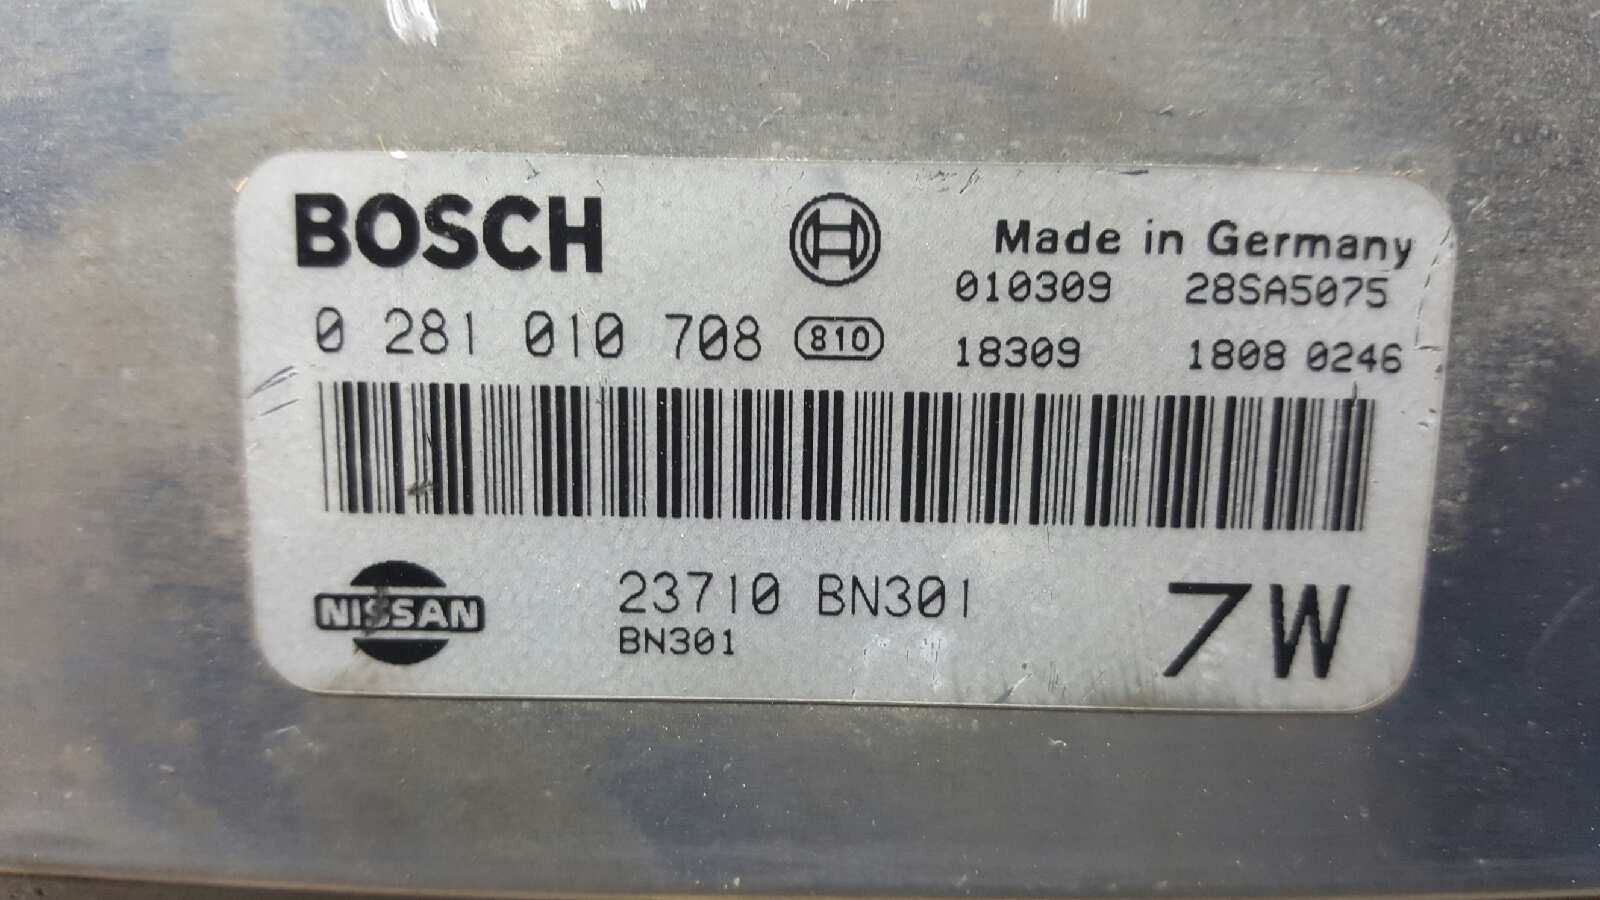 BOSCH
Made in Germany
010309 28SA5075
0 281 010 708 810
18309 1808 0246
NISSAN
23710 BN301
BN301
7W